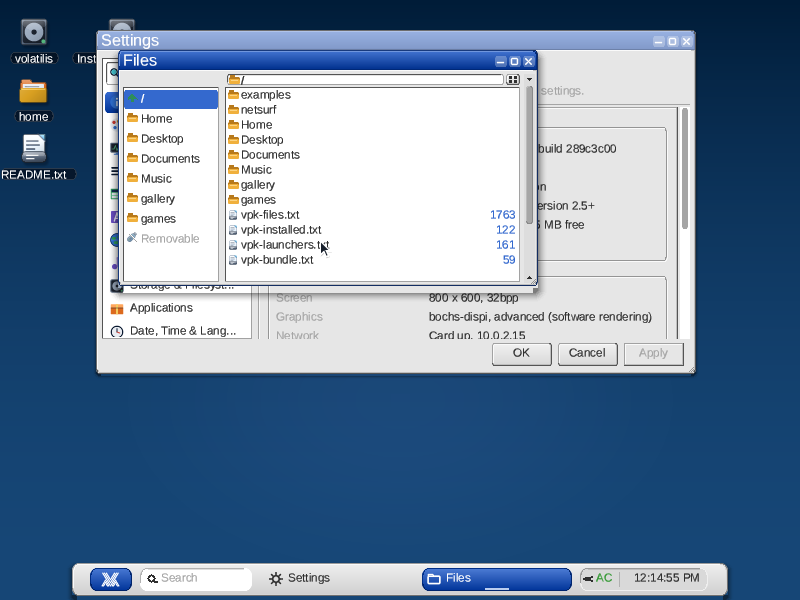 volatilis
Inst
home
README.txt
Settings
Files
/
/
Home
Desktop
Documents
Music
gallery
games
Removable
examples
netsurf
Home
Desktop
Documents
Music
gallery
games
vpk-files.txt 1763
vpk-installed.txt 122
vpk-launchers.txt 161
vpk-bundle.txt 59
settings.
build 289c3c00
on
version 2.5+
MB free
Applications
Date, Time & Lang...
Screen 800 x 600, 32bpp
Graphics bochs-dispi, advanced (software rendering)
Network Card up, 10.0.2.15
OK Cancel Apply
Search
Settings
Files
AC
12:14:55 PM